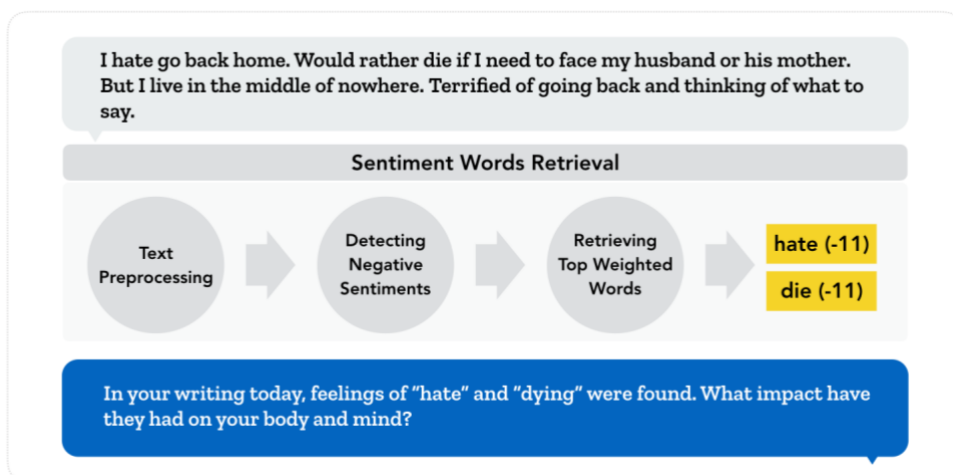 I hate go back home. Would rather die if I need to face my husband or his mother.
But I live in the middle of nowhere. Terrified of going back and thinking of what to
say.
Sentiment Words Retrieval
Text
Preprocessing
Detecting
Negative
Sentiments
Retrieving
Top Weighted
Words
hate (-11)
die (-11)
In your writing today, feelings of “hate” and “dying” were found. What impact have
they had on your body and mind?